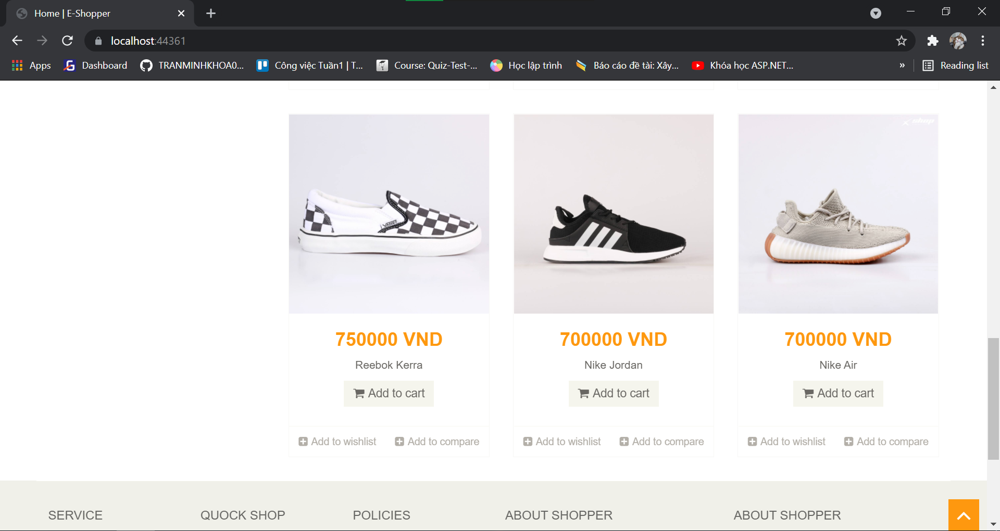 Home | E-Shopper
localhost:44361
Apps
Dashboard
TRANMINHKHOA0...
Công việc Tuần1 | T...
Course: Quiz-Test-...
Học lập trình
Báo cáo đề tài: Xây...
Khóa học ASP.NET...
»
Reading list
X shop
VANS
750000 VND
700000 VND
700000 VND
Reebok Kerra
Nike Jordan
Nike Air
Add to cart
Add to cart
Add to cart
Add to wishlist
Add to compare
Add to wishlist
Add to compare
Add to wishlist
Add to compare
SERVICE
QUOCK SHOP
POLICIES
ABOUT SHOPPER
ABOUT SHOPPER